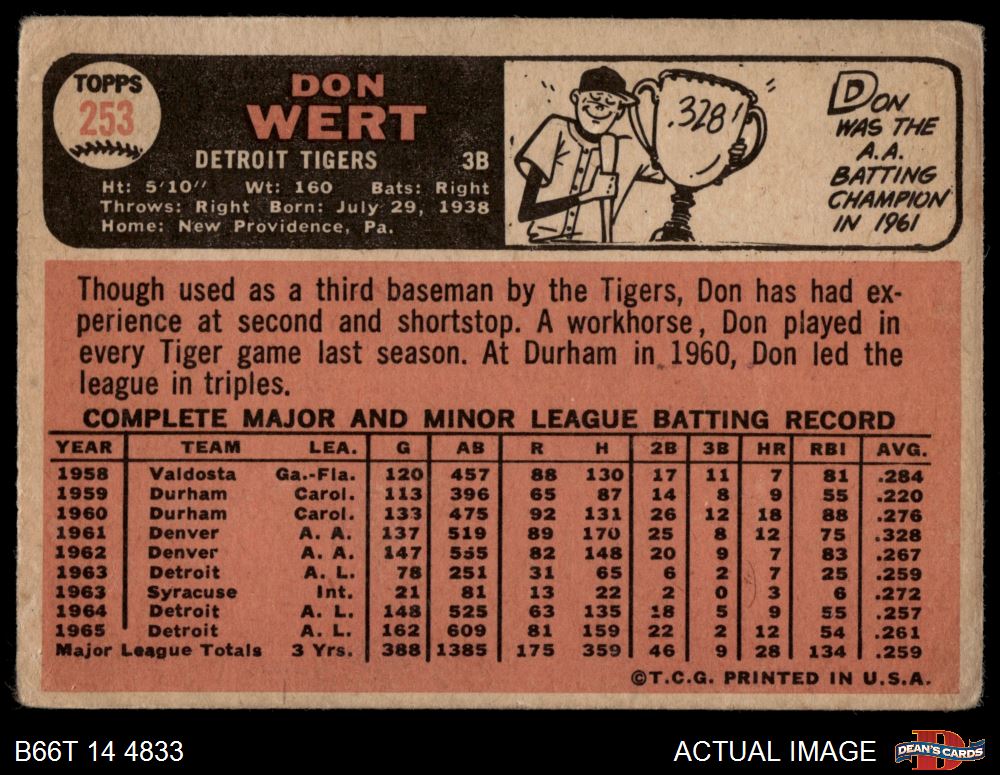 TOPPS
253
DON
WERT
DETROIT TIGERS 3B
Ht: 5'10" Wt: 160 Bats: Right
Throws: Right Born: July 29, 1938
Home: New Providence, Pa.
.328!
DON
WAS THE
A.A.
BATTING
CHAMPION
IN 1961
Though used as a third baseman by the Tigers, Don has had ex-
perience at second and shortstop. A workhorse, Don played in
every Tiger game last season. At Durham in 1960, Don led the
league in triples.
COMPLETE MAJOR AND MINOR LEAGUE BATTING RECORD
YEAR TEAM LEA. G AB R H 2B 3B HR RBI AVG.
1958 Valdosta Ga.-Fla. 120 457 88 130 17 11 7 81 .284
1959 Durham Carol. 113 396 65 87 14 8 9 55 .220
1960 Durham Carol. 133 475 92 131 26 12 18 88 .276
1961 Denver A. A. 137 519 89 170 25 8 12 75 .328
1962 Denver A. A. 147 555 82 148 20 9 7 83 .267
1963 Detroit A. L. 78 251 31 65 6 2 7 25 .259
1963 Syracuse Int. 21 81 13 22 2 0 3 6 .272
1964 Detroit A. L. 148 525 63 135 18 5 9 55 .257
1965 Detroit A. L. 162 609 81 159 22 2 12 54 .261
Major League Totals 3 Yrs. 388 1385 175 359 46 9 28 134 .259
©T.C.G. PRINTED IN U.S.A.
B66T 14 4833
ACTUAL IMAGE
DEAN'S CARDS